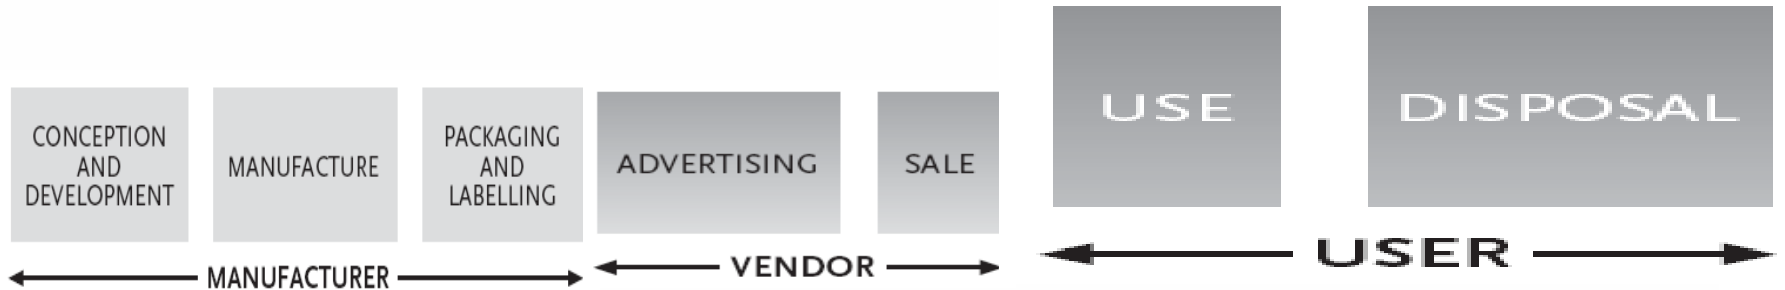 CONCEPTION
AND
DEVELOPMENT
MANUFACTURE
PACKAGING
AND
LABELLING
ADVERTISING
SALE
USE
DISPOSAL
MANUFACTURER
VENDOR
USER